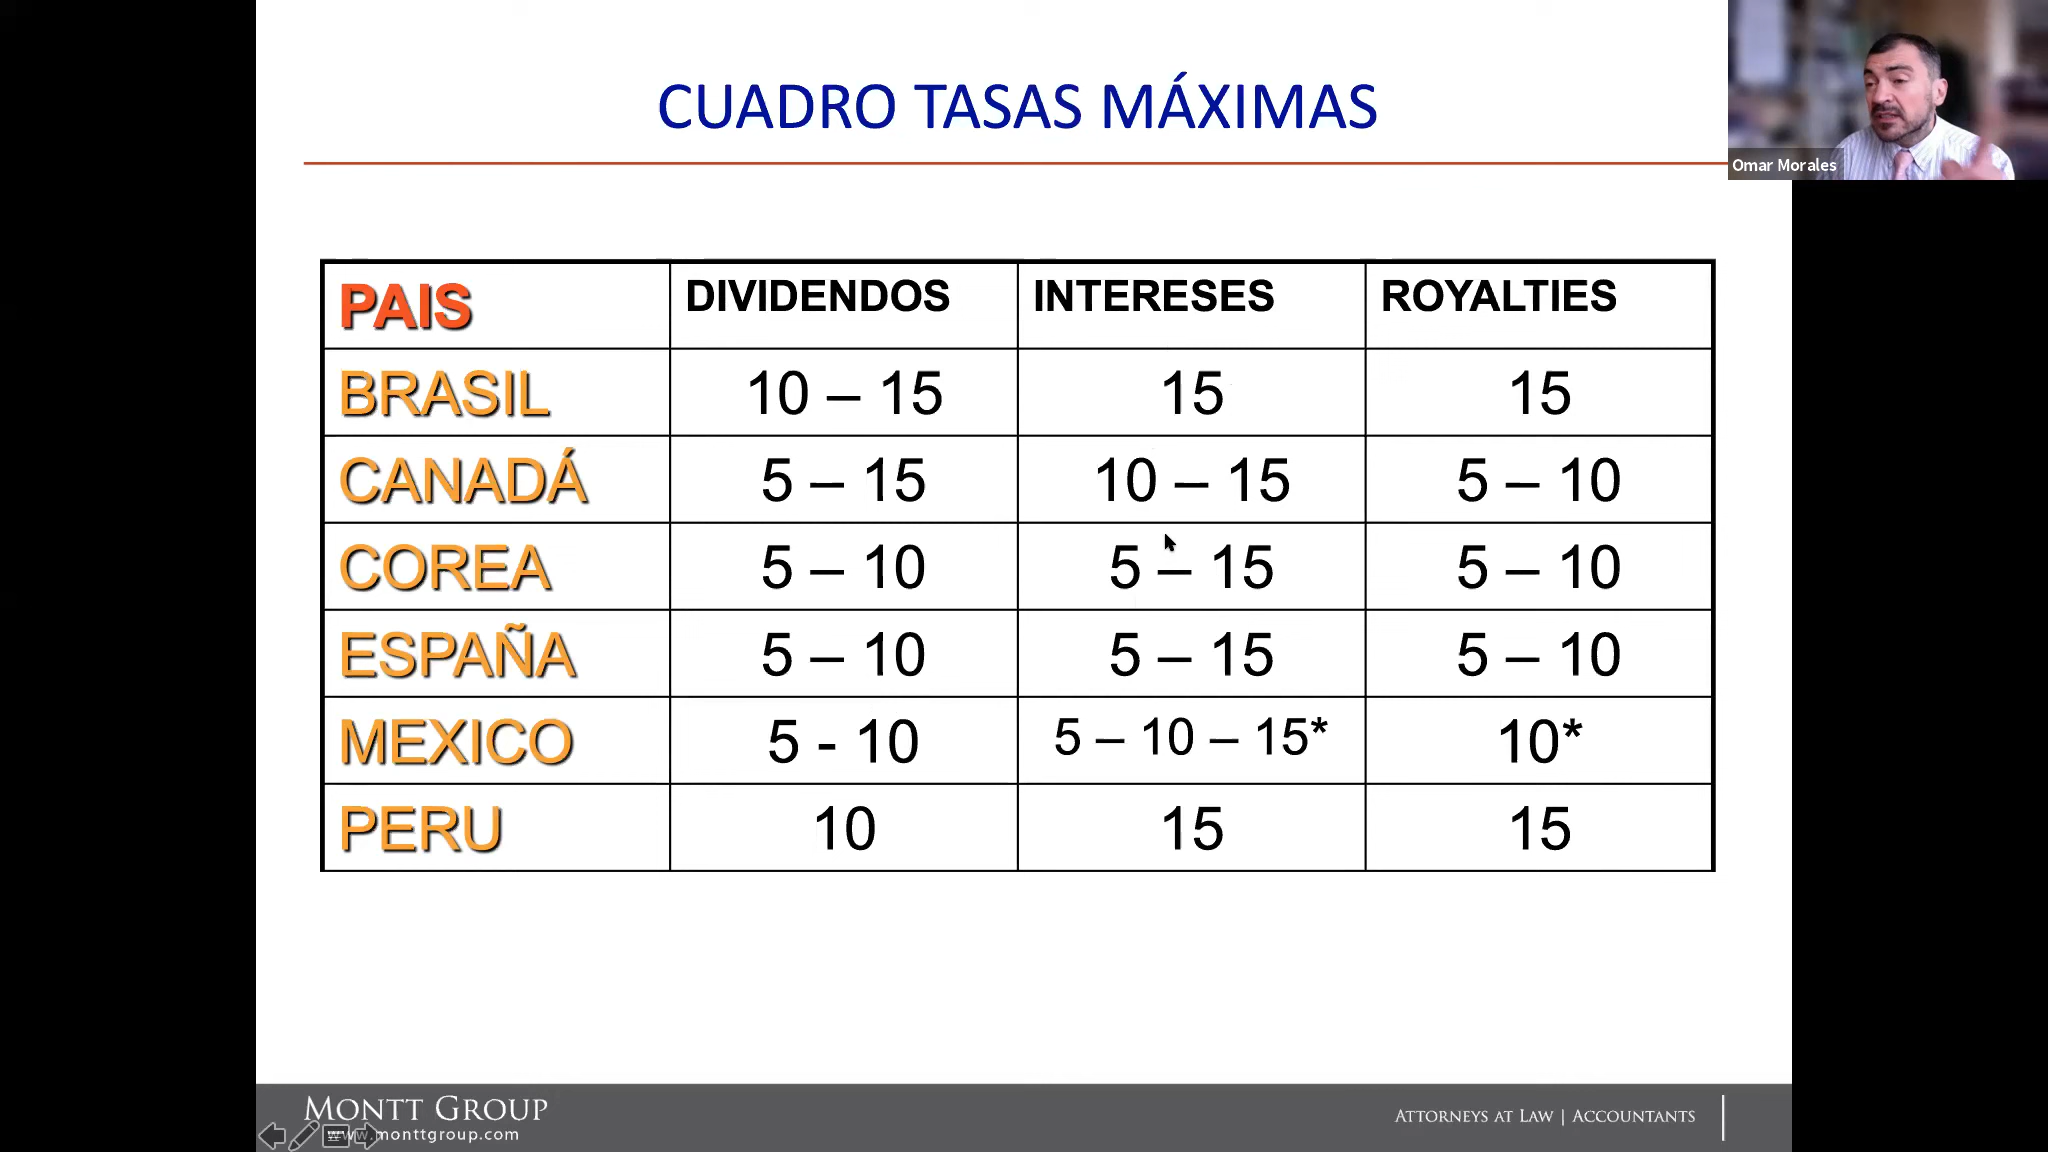 CUADRO TASAS MÁXIMAS
Omar Morales
PAIS DIVIDENDOS INTERESES ROYALTIES
BRASIL 10 – 15 15 15
CANADÁ 5 – 15 10 – 15 5 – 10
COREA 5 – 10 5 – 15 5 – 10
ESPAÑA 5 – 10 5 – 15 5 – 10
MEXICO 5 - 10 5 – 10 – 15* 10*
PERU 10 15 15
MONTT GROUP
www.monttgroup.com
ATTORNEYS AT LAW | ACCOUNTANTS